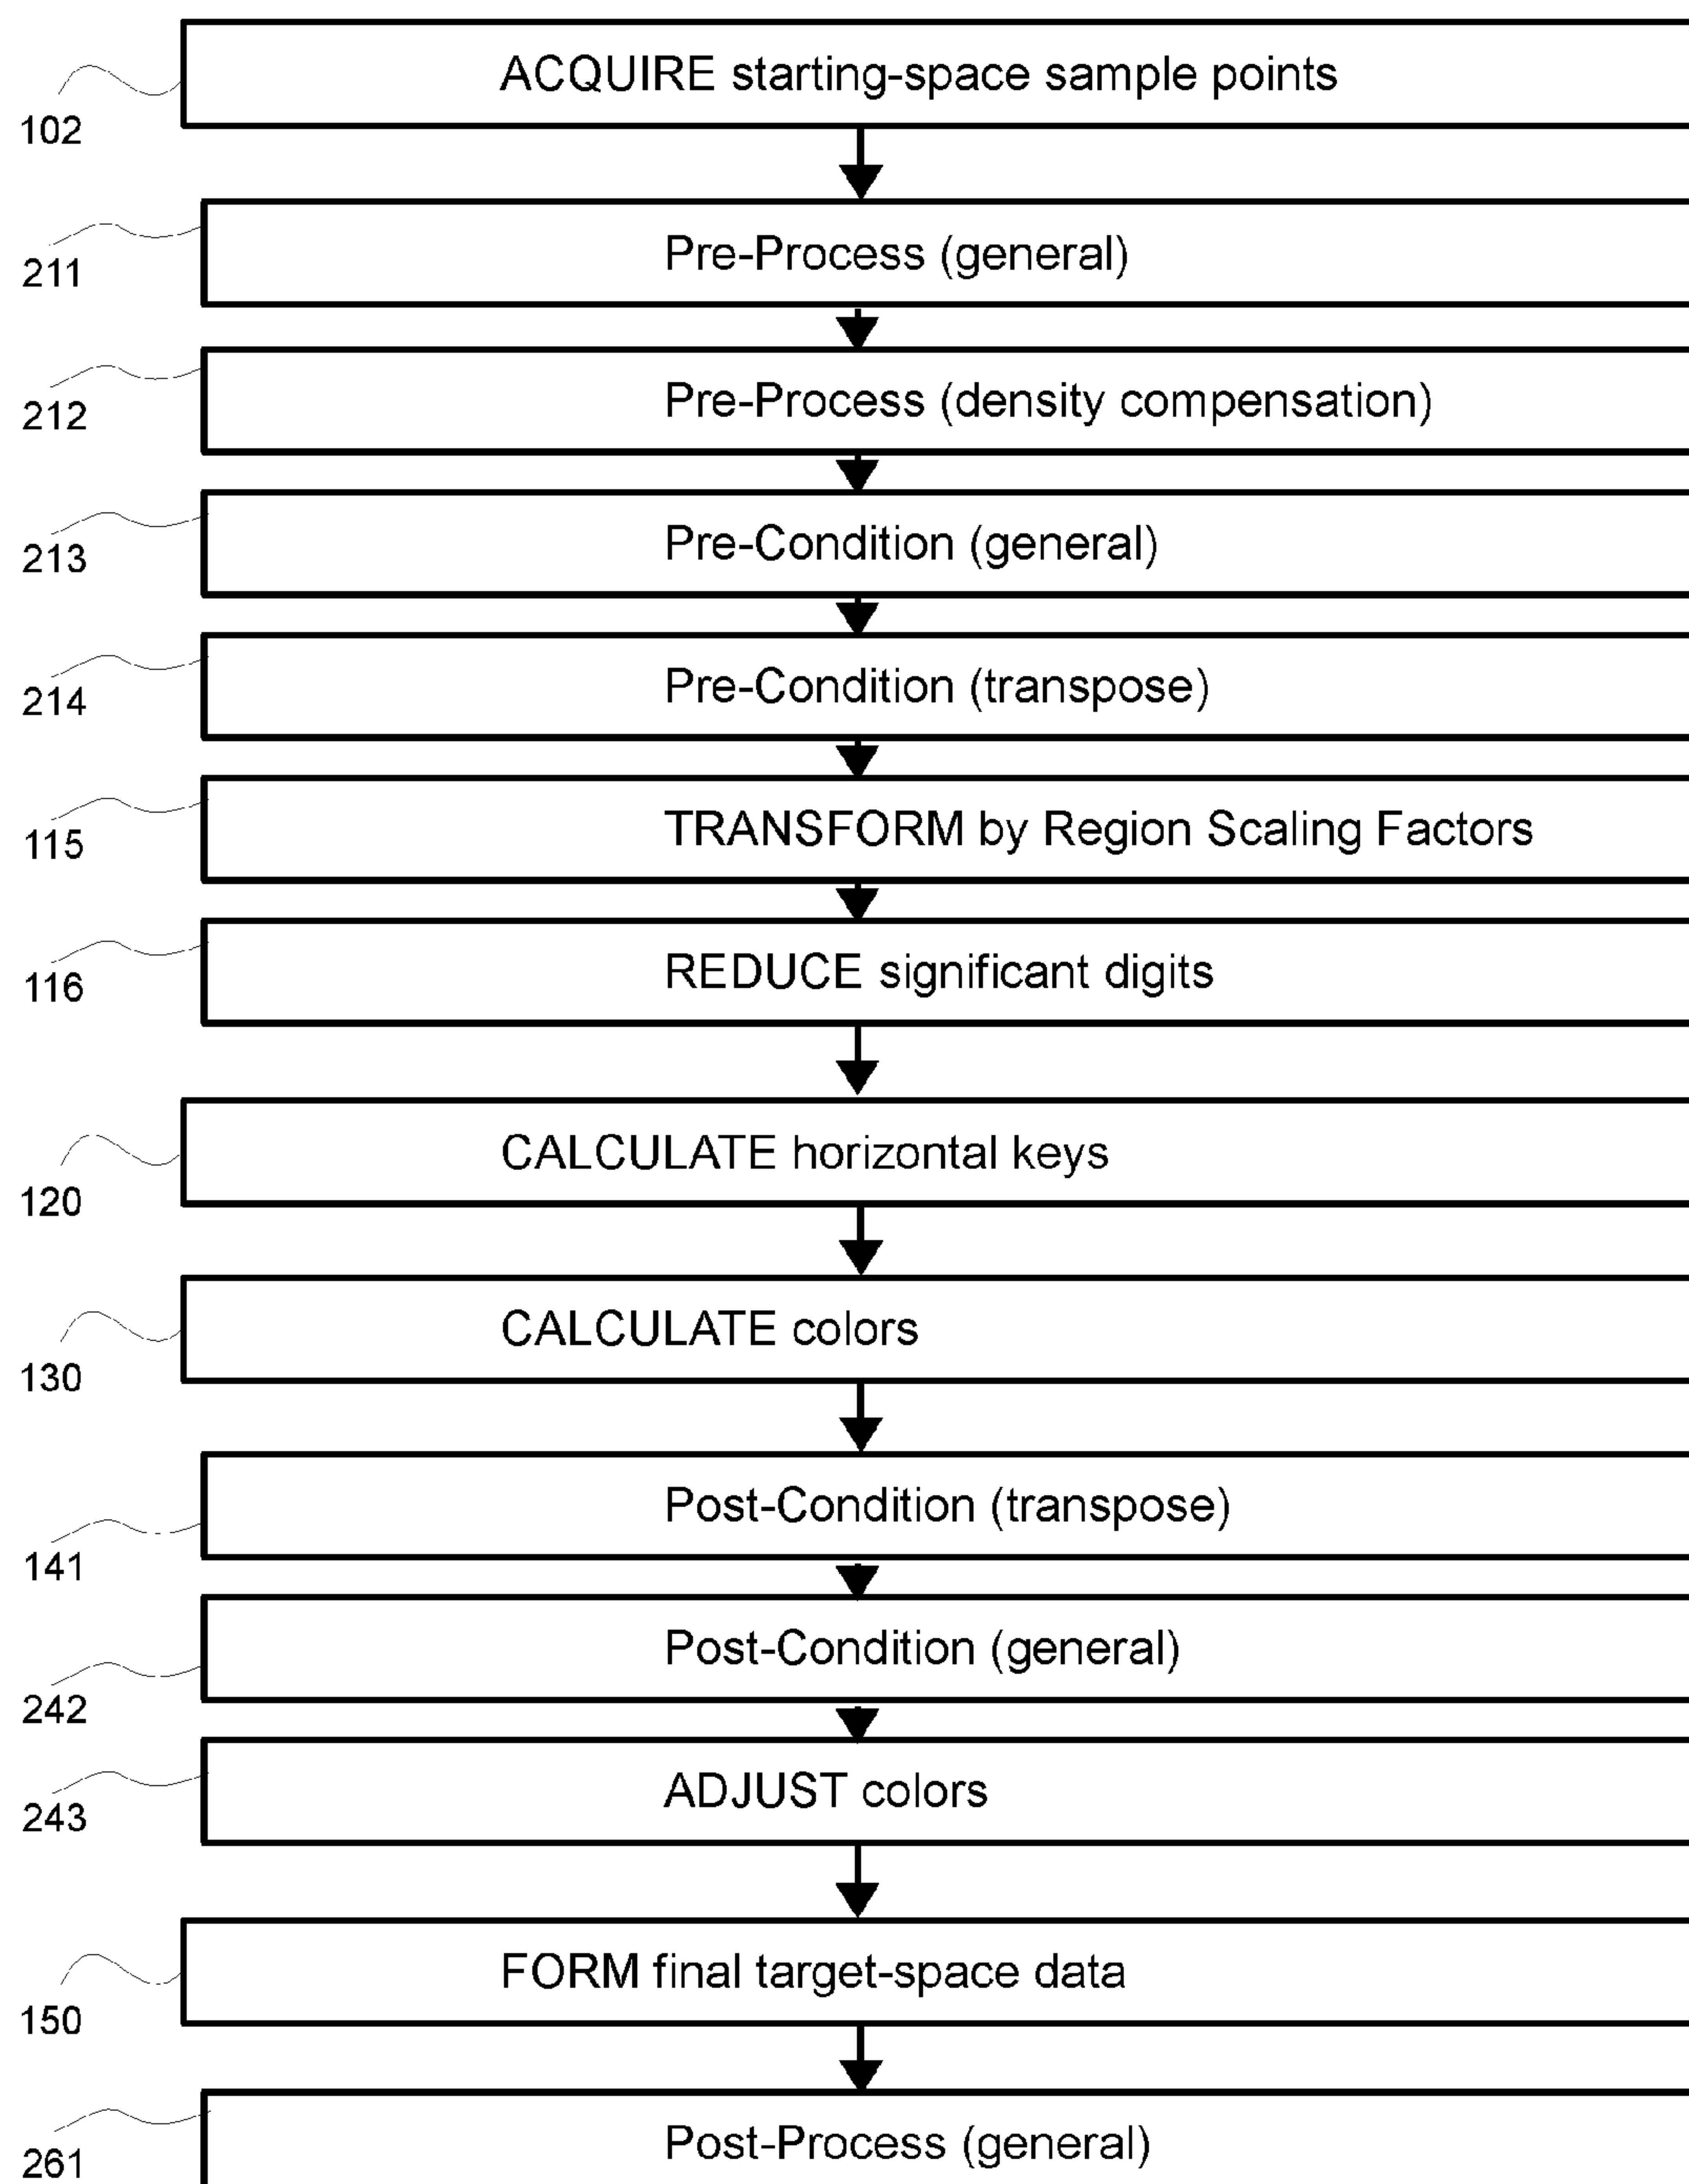 ACQUIRE starting-space sample points
102
Pre-Process (general)
211
Pre-Process (density compensation)
212
Pre-Condition (general)
213
Pre-Condition (transpose)
214
TRANSFORM by Region Scaling Factors
115
REDUCE significant digits
116
CALCULATE horizontal keys
120
CALCULATE colors
130
Post-Condition (transpose)
141
Post-Condition (general)
242
ADJUST colors
243
FORM final target-space data
150
Post-Process (general)
261